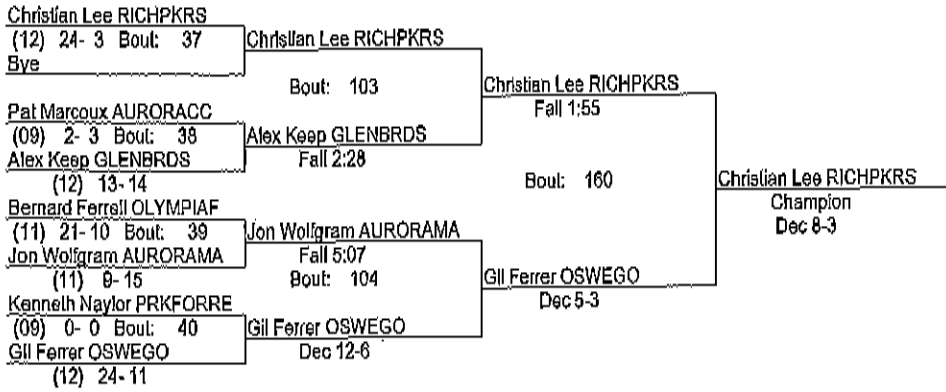 Christian Lee RICHPKRS
(12) 24- 3 Bout: 37
Bye
Christian Lee RICHPKRS
Bout: 103
Pat Marcoux AURORACC
(09) 2- 3 Bout: 38
Alex Keep GLENBRDS
(12) 13-14
Alex Keep GLENBRDS
Fall 2:28
Christian Lee RICHPKRS
Fall 1:55
Bout: 160
Bernard Ferrell OLYMPIAF
(11) 21-10 Bout: 39
Jon Wolfgram AURORAMA
(11) 9-15
Jon Wolfgram AURORAMA
Fall 5:07
Bout: 104
Kenneth Naylor PRKFORRE
(09) 0- 0 Bout: 40
Gil Ferrer OSWEGO
(12) 24-11
Gil Ferrer OSWEGO
Dec 12-6
Gil Ferrer OSWEGO
Dec 5-3
Christian Lee RICHPKRS
Champion
Dec 8-3